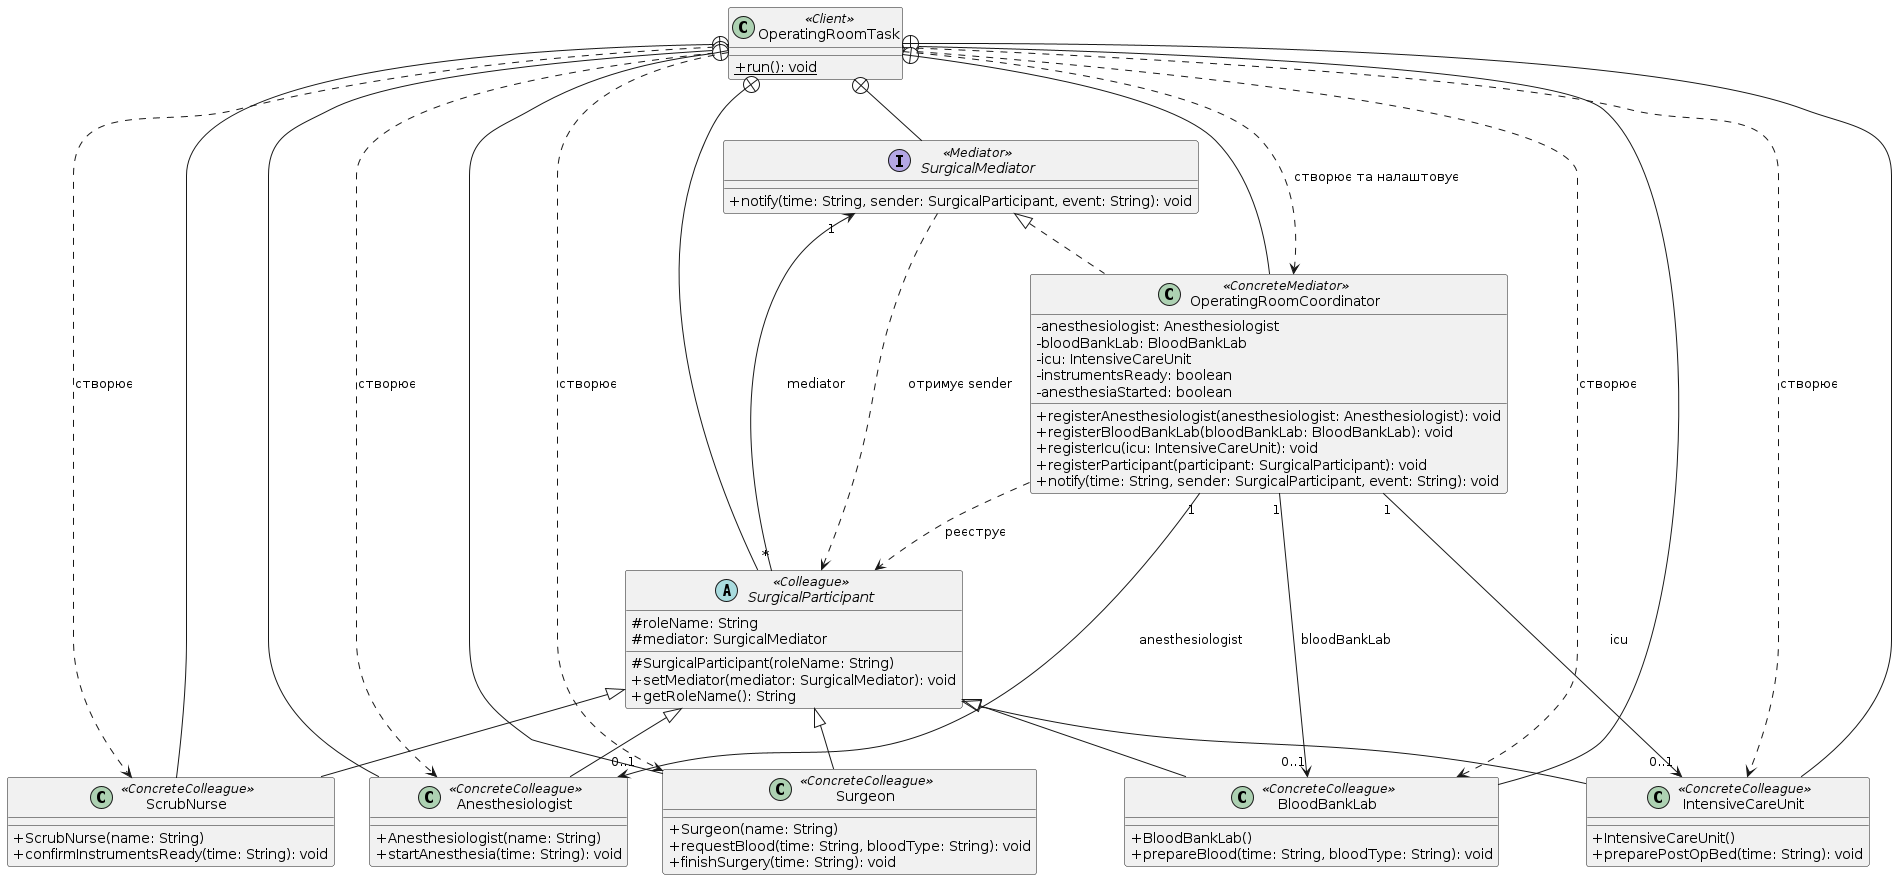 «Client»
C OperatingRoomTask
+run(): void
«Mediator»
I SurgicalMediator
+notify(time: String, sender: SurgicalParticipant, event: String): void
створює та налаштовує
1
«ConcreteMediator»
C OperatingRoomCoordinator
-anesthesiologist: Anesthesiologist
-bloodBankLab: BloodBankLab
-icu: IntensiveCareUnit
-instrumentsReady: boolean
-anesthesiaStarted: boolean
+registerAnesthesiologist(anesthesiologist: Anesthesiologist): void
+registerBloodBankLab(bloodBankLab: BloodBankLab): void
+registerIcu(icu: IntensiveCareUnit): void
+registerParticipant(participant: SurgicalParticipant): void
+notify(time: String, sender: SurgicalParticipant, event: String): void
створює
створює
створює
mediator
отримує sender
створює
створює
1
1
1
реєструє
*
«Colleague»
A SurgicalParticipant
#roleName: String
#mediator: SurgicalMediator
#SurgicalParticipant(roleName: String)
+setMediator(mediator: SurgicalMediator): void
+getRoleName(): String
anesthesiologist
bloodBankLab
icu
0..1
0..1
0..1
«ConcreteColleague»
C ScrubNurse
+ScrubNurse(name: String)
+confirmInstrumentsReady(time: String): void
«ConcreteColleague»
C Anesthesiologist
+Anesthesiologist(name: String)
+startAnesthesia(time: String): void
«ConcreteColleague»
C Surgeon
+Surgeon(name: String)
+requestBlood(time: String, bloodType: String): void
+finishSurgery(time: String): void
«ConcreteColleague»
C BloodBankLab
+BloodBankLab()
+prepareBlood(time: String, bloodType: String): void
«ConcreteColleague»
C IntensiveCareUnit
+IntensiveCareUnit()
+preparePostOpBed(time: String): void